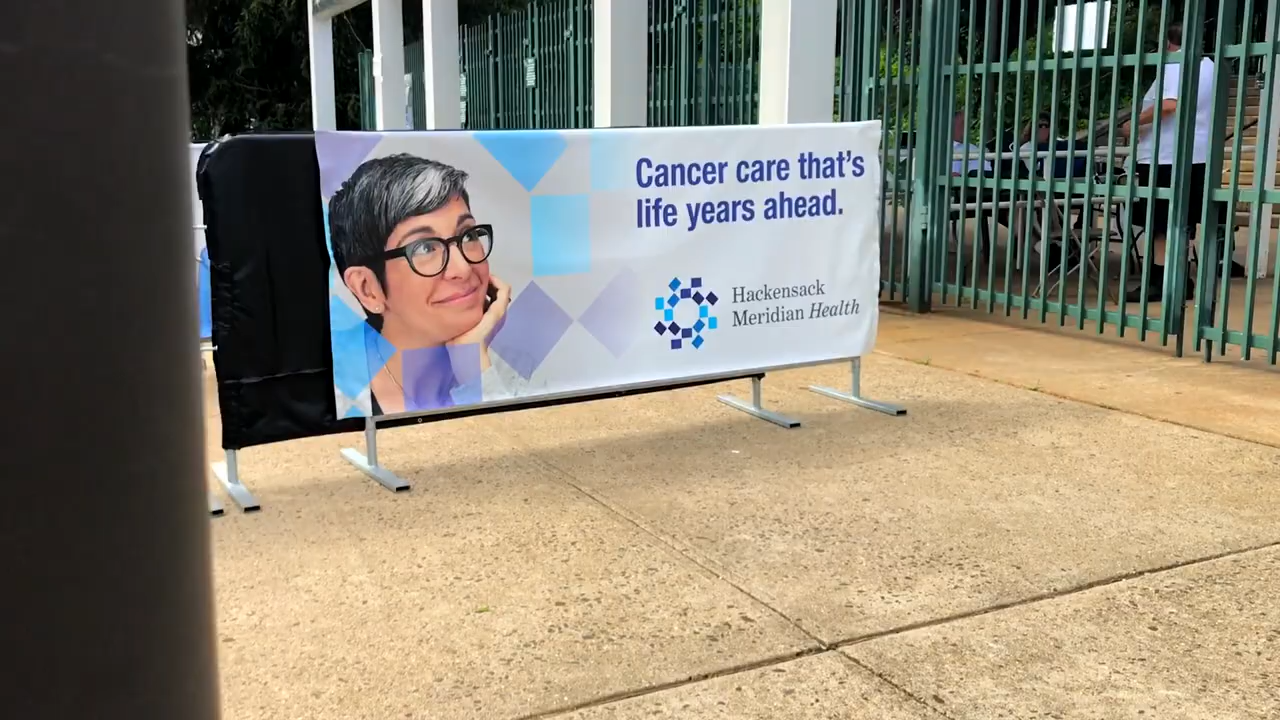 Cancer care that's
life years ahead.
Hackensack
Meridian Health